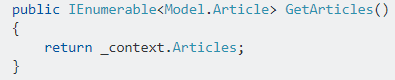 public IEnumerable<Model.Article> GetArticles()
{
    return _context.Articles;
}